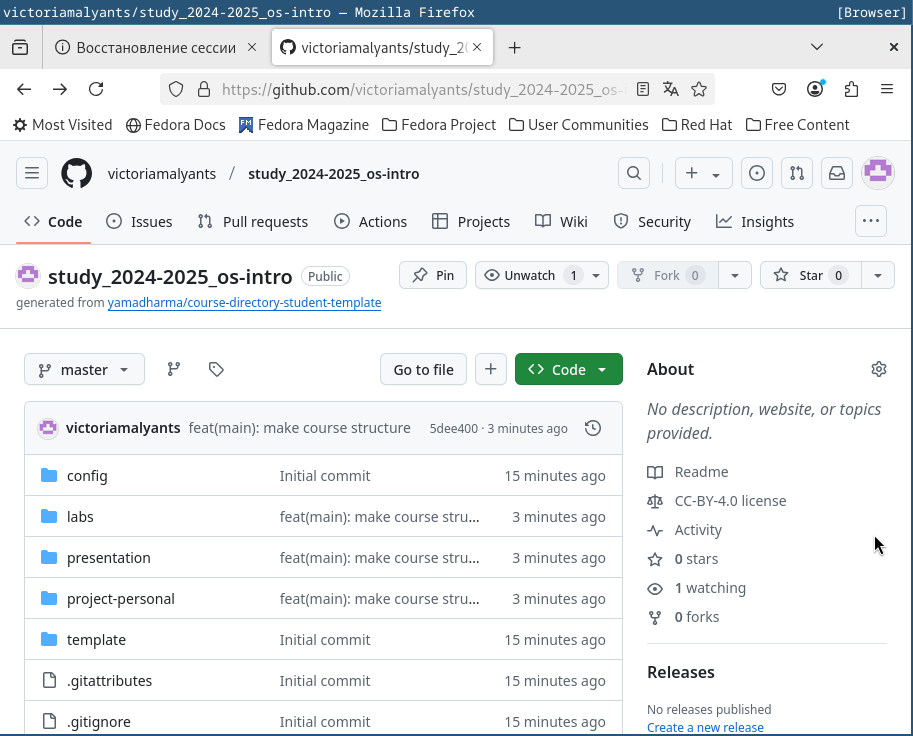 victoriamalyants/study_2024-2025_os-intro — Mozilla Firefox [Browser]
Восстановление сессии victoriamalyants/study_20
https://github.com/victoriamalyants/study_2024-2025_os-
Most Visited Fedora Docs FM Fedora Magazine Fedora Project User Communities Red Hat Free Content
victoriamalyants / study_2024-2025_os-intro
Code Issues Pull requests Actions Projects Wiki Security Insights
study_2024-2025_os-intro Public Pin Unwatch 1 Fork 0 Star 0
generated from yamadharma/course-directory-student-template
master Go to file Code
victoriamalyants feat(main): make course structure 5dee400 · 3 minutes ago
config Initial commit 15 minutes ago
labs feat(main): make course stru... 3 minutes ago
presentation feat(main): make course stru... 3 minutes ago
project-personal feat(main): make course stru... 3 minutes ago
template Initial commit 15 minutes ago
.gitattributes Initial commit 15 minutes ago
.gitignore Initial commit 15 minutes ago
About
No description, website, or topics
provided.
Readme
CC-BY-4.0 license
Activity
0 stars
1 watching
0 forks
Releases
No releases published
Create a new release